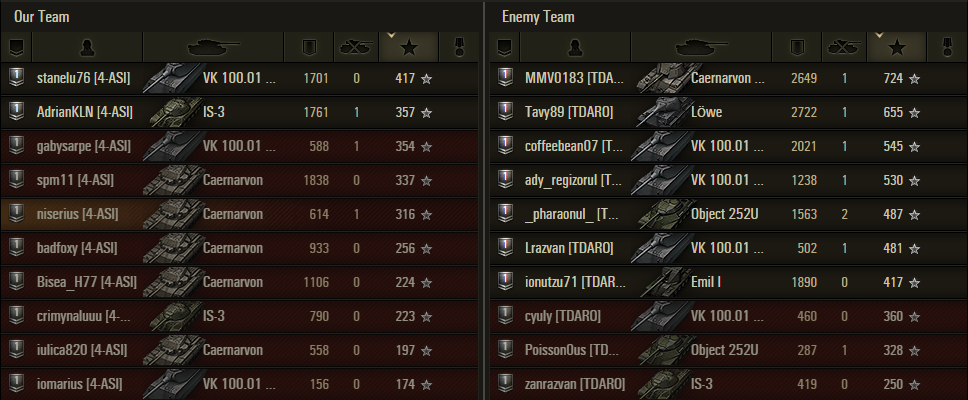 Our Team
stanelu76 [4-ASI] VK 100.01 ... 1701 0 417
AdrianKLN [4-ASI] IS-3 1761 1 357
gabysarpe [4-ASI] VK 100.01 ... 588 1 354
spm11 [4-ASI] Caernarvon 1838 0 337
niserius [4-ASI] Caernarvon 614 1 316
badfoxy [4-ASI] Caernarvon 933 0 256
Bisea_H77 [4-ASI] Caernarvon 1106 0 224
crimynaluuu [4-... IS-3 790 0 223
iulica820 [4-ASI] Caernarvon 558 0 197
iomarius [4-ASI] VK 100.01 ... 156 0 174
Enemy Team
MMV0183 [TDA... Caernarvon ... 2649 1 724
Tavy89 [TDARO] Löwe 2722 1 655
coffeebean07 [T... VK 100.01 ... 2021 1 545
ady_regizorul [T... VK 100.01 ... 1238 1 530
_pharaonul_ [T... Object 252U 1563 2 487
Lrazvan [TDARO] VK 100.01 ... 502 1 481
ionutzu71 [TDAR... Emil I 1890 0 417
cyuly [TDARO] VK 100.01 ... 460 0 360
Poisson0us [TD... Object 252U 287 1 328
zanrazvan [TDARO] IS-3 419 0 250